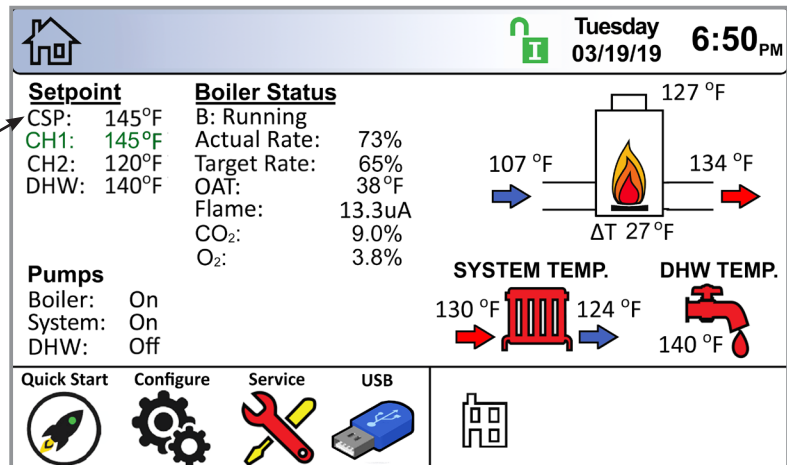 Tuesday
03/19/19
6:50 PM
I
Setpoint
CSP: 145°F
CH1: 145°F
CH2: 120°F
DHW: 140°F
Boiler Status
B: Running
Actual Rate: 73%
Target Rate: 65%
OAT: 38°F
Flame: 13.3uA
CO₂: 9.0%
O₂: 3.8%
127 °F
107 °F
134 °F
ΔT 27°F
Pumps
Boiler: On
System: On
DHW: Off
SYSTEM TEMP.
130 °F
124 °F
DHW TEMP.
140 °F
Quick Start
Configure
Service
USB